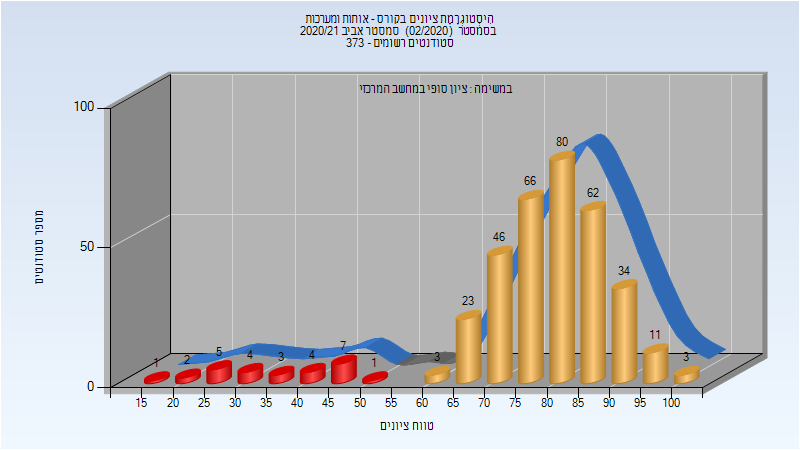 היסטוגרמת ציונים בקורס - אותות ומערכות
בסמסטר (02/2020) סמסטר אביב 2020/21
סטודנטים רשומים - 373
במשימה : ציון סופי במחשב המרכזי
מספר סטודנטים
100
50
0
1 2 5 4 3 4 7 1 3 23 46 66 80 62 34 11 3
15 20 25 30 35 40 45 50 55 60 65 70 75 80 85 90 95 100
טווח ציונים